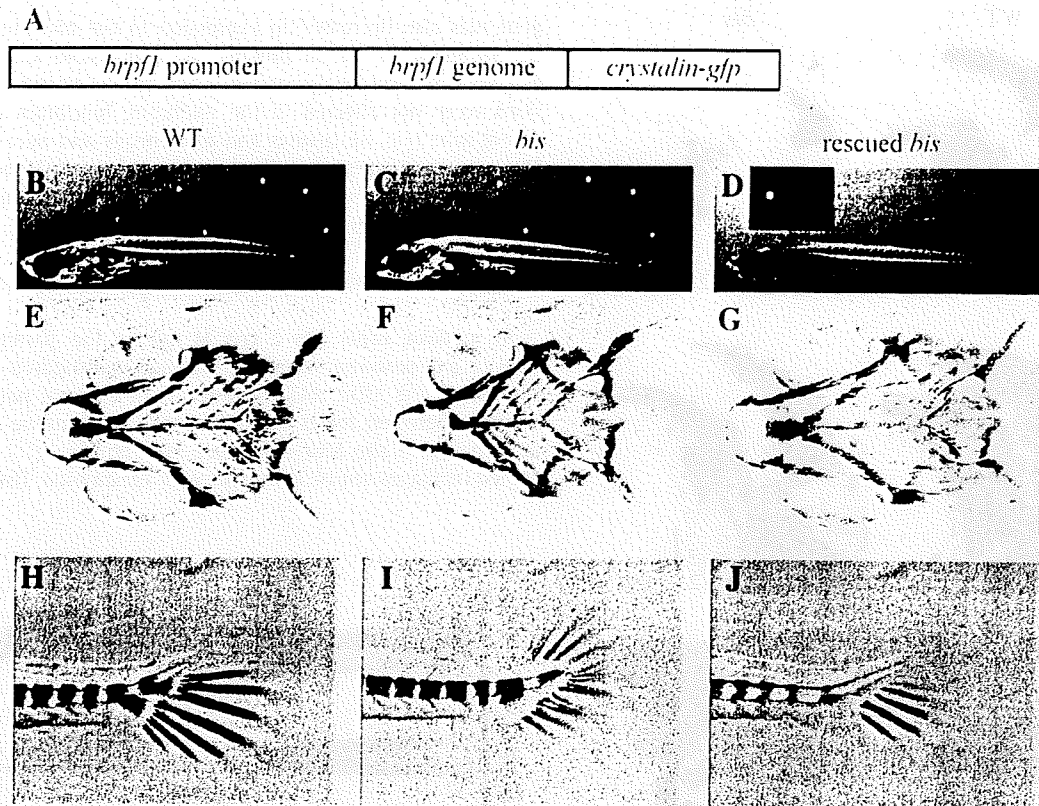 A
brpf1 promoter brpf1 genome crystalin-gfp
WT bis rescued bis
B C D
E F G
H I J